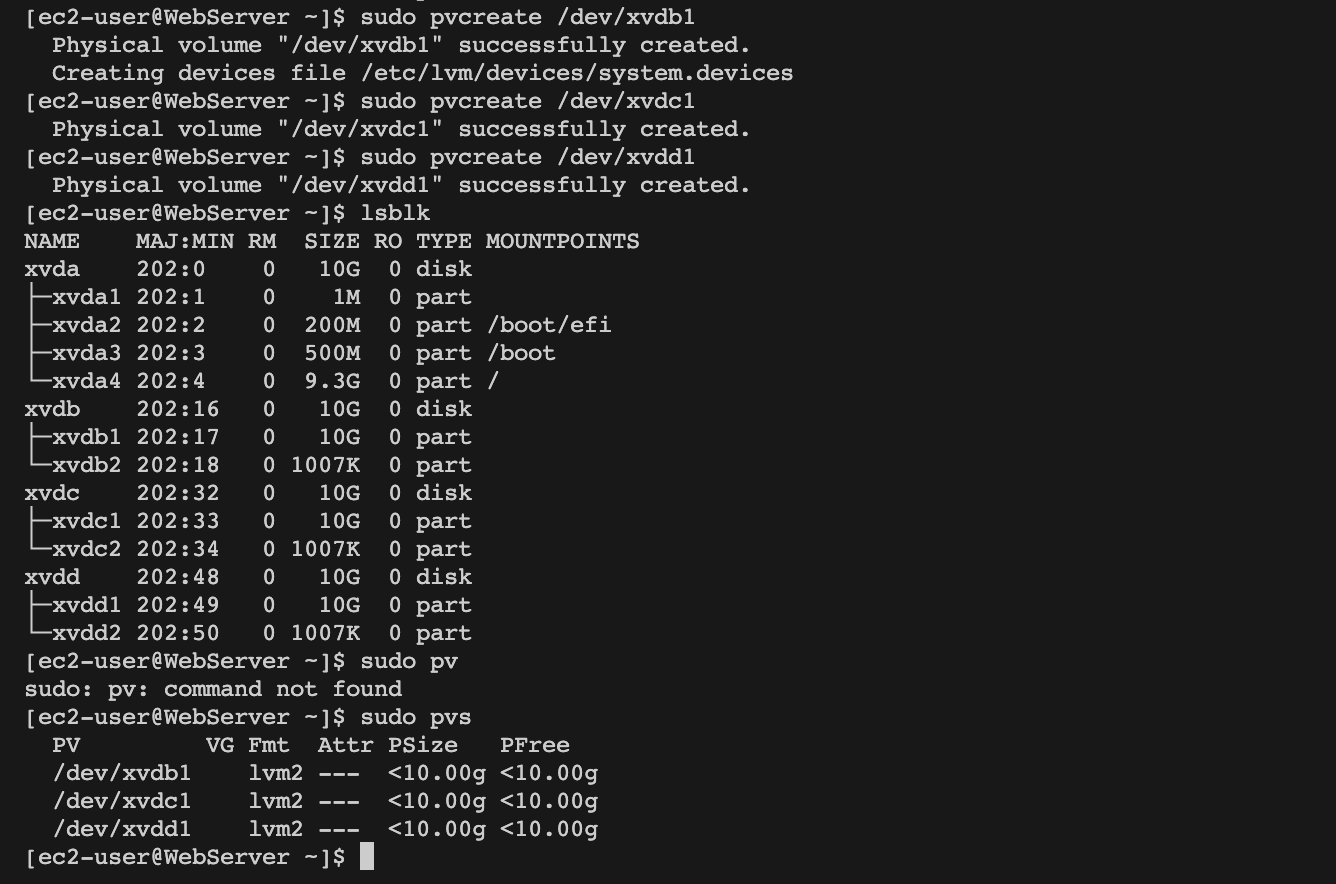 [ec2-user@WebServer ~]$ sudo pvcreate /dev/xvdb1
  Physical volume "/dev/xvdb1" successfully created.
  Creating devices file /etc/lvm/devices/system.devices
[ec2-user@WebServer ~]$ sudo pvcreate /dev/xvdc1
  Physical volume "/dev/xvdc1" successfully created.
[ec2-user@WebServer ~]$ sudo pvcreate /dev/xvdd1
  Physical volume "/dev/xvdd1" successfully created.
[ec2-user@WebServer ~]$ lsblk
NAME    MAJ:MIN RM   SIZE RO TYPE MOUNTPOINTS
xvda    202:0    0    10G  0 disk
├─xvda1 202:1    0     1M  0 part
├─xvda2 202:2    0   200M  0 part /boot/efi
├─xvda3 202:3    0   500M  0 part /boot
└─xvda4 202:4    0   9.3G  0 part /
xvdb    202:16   0    10G  0 disk
├─xvdb1 202:17   0    10G  0 part
└─xvdb2 202:18   0 1007K  0 part
xvdc    202:32   0    10G  0 disk
├─xvdc1 202:33   0    10G  0 part
└─xvdc2 202:34   0 1007K  0 part
xvdd    202:48   0    10G  0 disk
├─xvdd1 202:49   0    10G  0 part
└─xvdd2 202:50   0 1007K  0 part
[ec2-user@WebServer ~]$ sudo pv
sudo: pv: command not found
[ec2-user@WebServer ~]$ sudo pvs
  PV         VG Fmt  Attr PSize   PFree
  /dev/xvdb1    lvm2 ---  <10.00g <10.00g
  /dev/xvdc1    lvm2 ---  <10.00g <10.00g
  /dev/xvdd1    lvm2 ---  <10.00g <10.00g
[ec2-user@WebServer ~]$